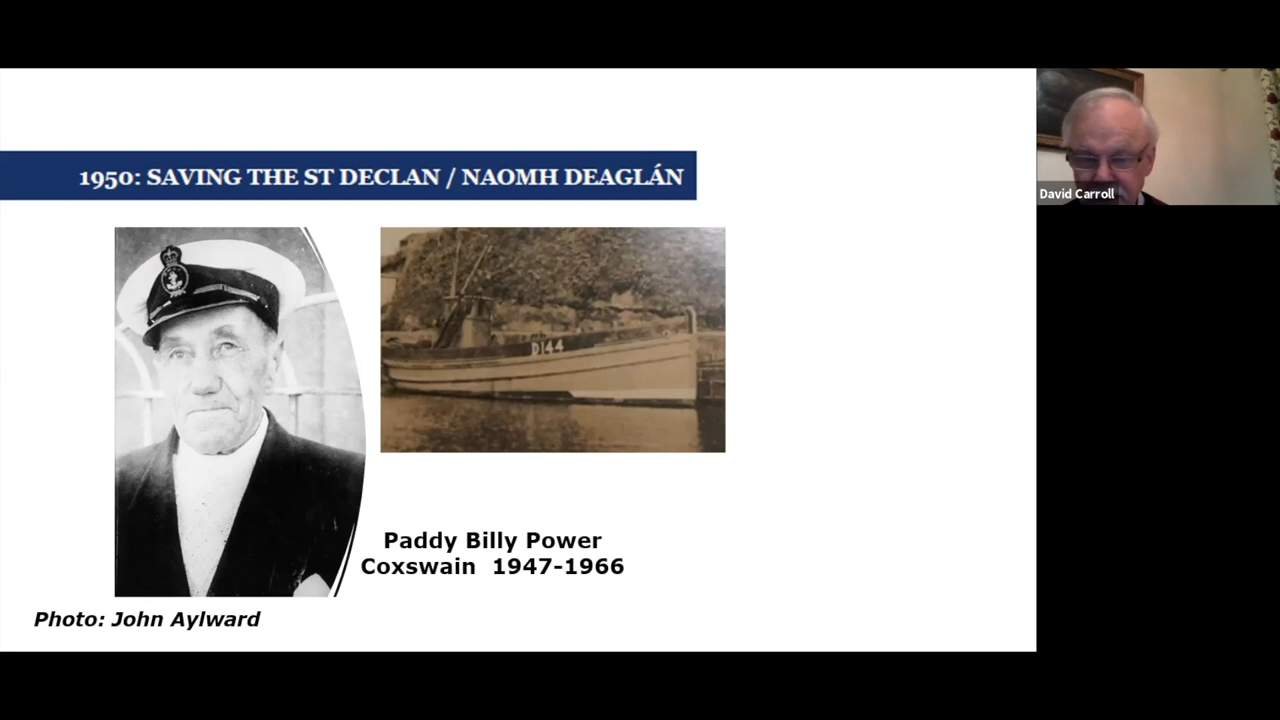 1950: SAVING THE ST DECLAN / NAOMH DEAGLÁN
David Carroll
D144
Paddy Billy Power
Coxswain 1947-1966
Photo: John Aylward